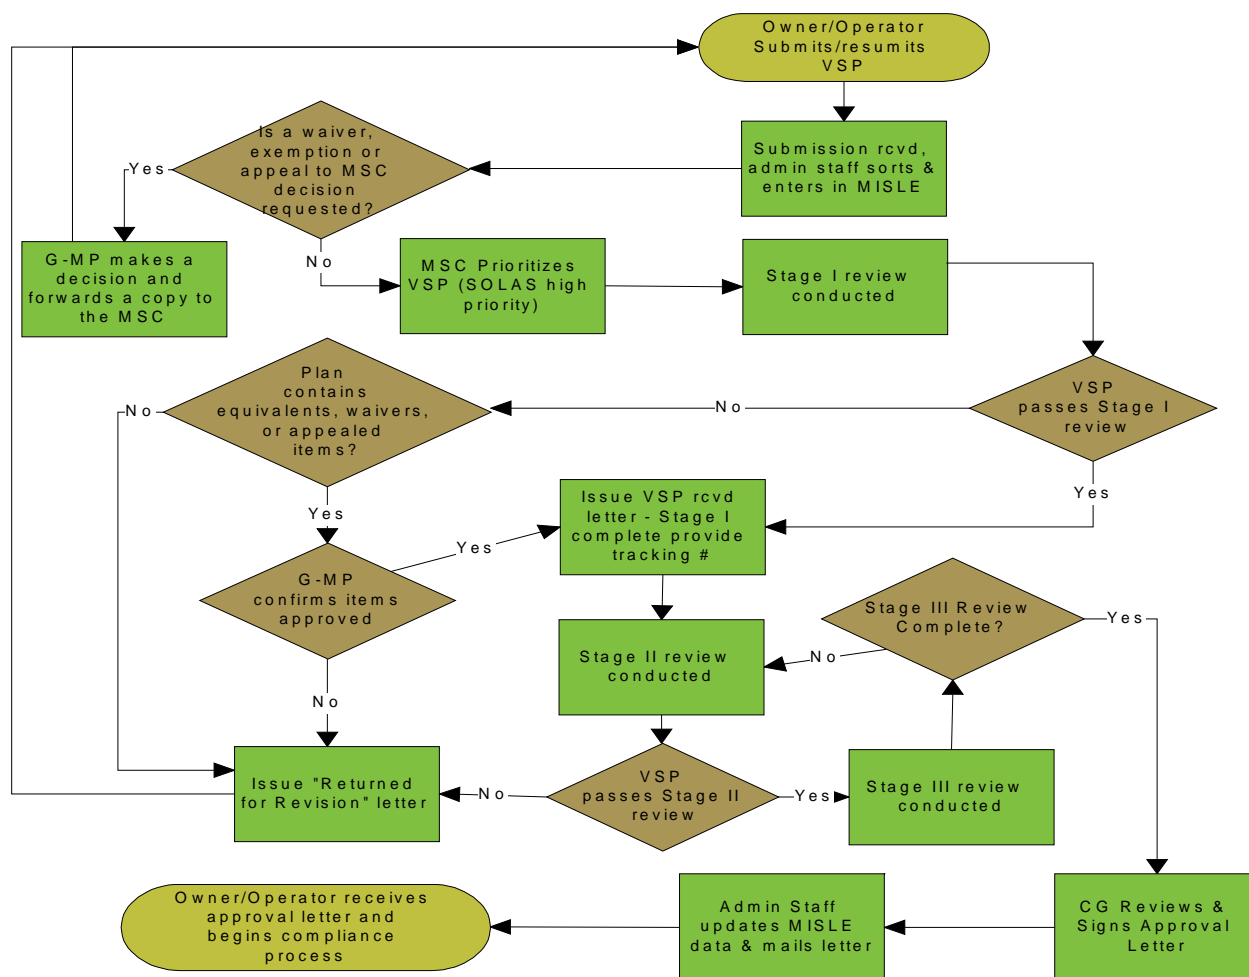 Owner/Operator
Submits/resumits
VSP
Is a waiver,
exemption or
appeal to MSC
decision
requested?
Submission rcvd,
admin staff sorts &
enters in MISLE
Yes
No
G-MP makes a
decision and
forwards a copy to
the MSC
MSC Prioritizes
VSP (SOLAS high
priority)
Stage I review
conducted
Plan
contains
equivalents, waivers,
or appealed
items?
No
No
VSP
passes Stage I
review
Yes
Yes
Issue VSP rcvd
letter - Stage I
complete provide
tracking #
Yes
G-MP
confirms items
approved
Stage III Review
Complete?
Yes
No
Stage II review
conducted
No
Issue "Returned
for Revision" letter
No
VSP
passes Stage II
review
Yes
Stage III review
conducted
Owner/Operator receives
approval letter and
begins compliance
process
Admin Staff
updates MISLE
data & mails letter
CG Reviews &
Signs Approval
Letter